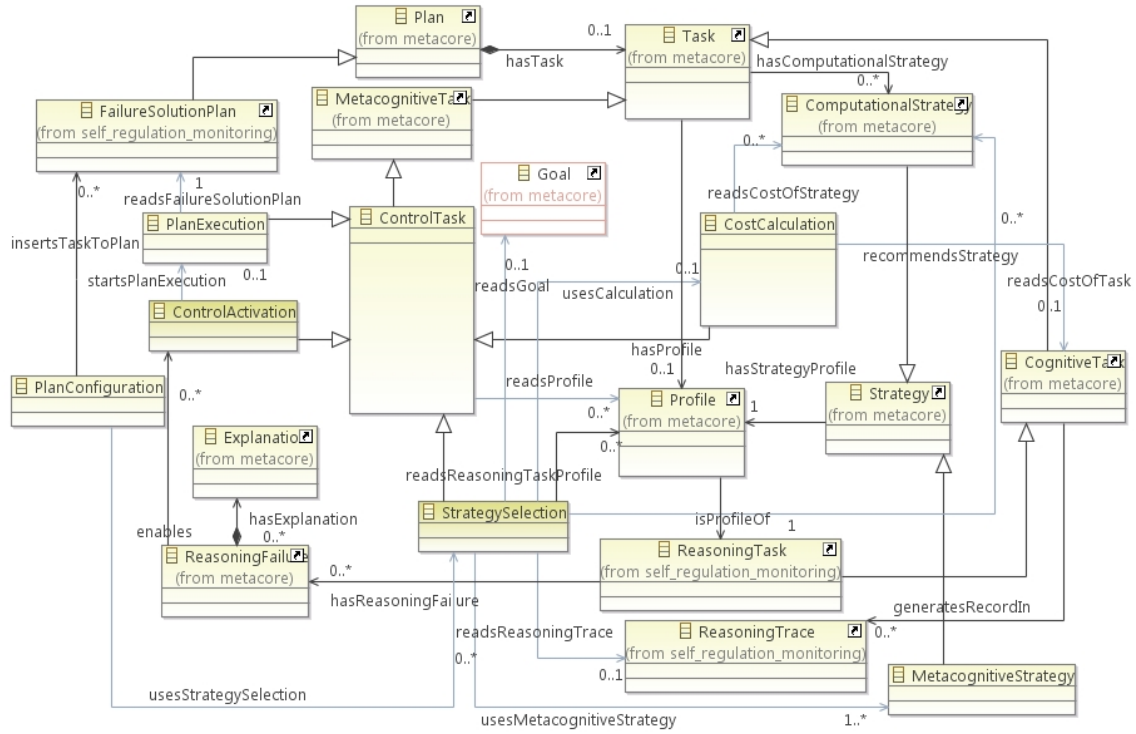 Plan
(from metacore)
0..1
hasTask
Task
(from metacore)
hasComputationalStrategy
0..*
MetacognitiveTa
(from metacore)
FailureSolutionPlan
(from self_regulation_monitoring)
ComputationalStrategy
(from metacore)
0..*
0..*
1
readsFailureSolutionPlan
Goal
(from metacore)
readsCostOfStrategy
PlanExecution
ControlTask
CostCalculation
0..*
insertsTaskToPlan
startsPlanExecution
0..1
0..1
readsGoal
usesCalculation
0..1
recommendsStrategy
readsCostOfTask
0..1
ControlActivation
hasProfile
0..1
hasStrategyProfile
CognitiveTa
(from metacore)
PlanConfiguration
0..*
readsProfile
0..*
Profile
(from metacore)
1
Strategy
(from metacore)
Explanatio
(from metacore)
0..*
readsReasoningTaskProfile
StrategySelection
hasExplanation
0..*
enables
isProfileOf
1
ReasoningFailure
(from metacore)
ReasoningTask
(from self_regulation_monitoring)
0..*
hasReasoningFailure
generatesRecordIn
0..*
readsReasoningTrace
0..*
0..1
ReasoningTrace
(from self_regulation_monitoring)
MetacognitiveStrategy
usesStrategySelection
usesMetacognitiveStrategy
1..*